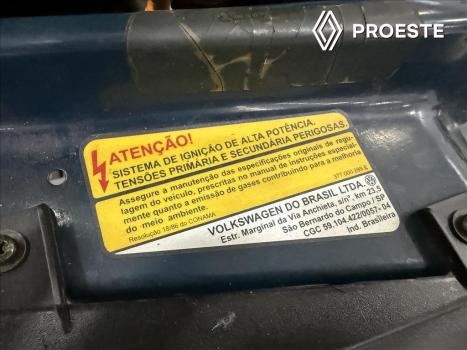 PROESTE
ATENÇÃO!
SISTEMA DE IGNIÇÃO DE ALTA POTÊNCIA.
TENSÕES PRIMÁRIA E SECUNDÁRIA PERIGOSAS.
Assegure a manutenção das especificações originais de regu-
lagem do veículo, prescritas no manual de instruções especial-
mente quanto a emissão de gases contribuindo para a melhoria
do meio ambiente.
Resolução 18/86 do CONAMA
377 000 299 E
VOLKSWAGEN DO BRASIL LTDA.
Estr. Marginal da Via Anchieta, s/nº, km 23,5
São Bernardo do Campo / SP
CGC 59.104.422/0057-04
Ind. Brasileira